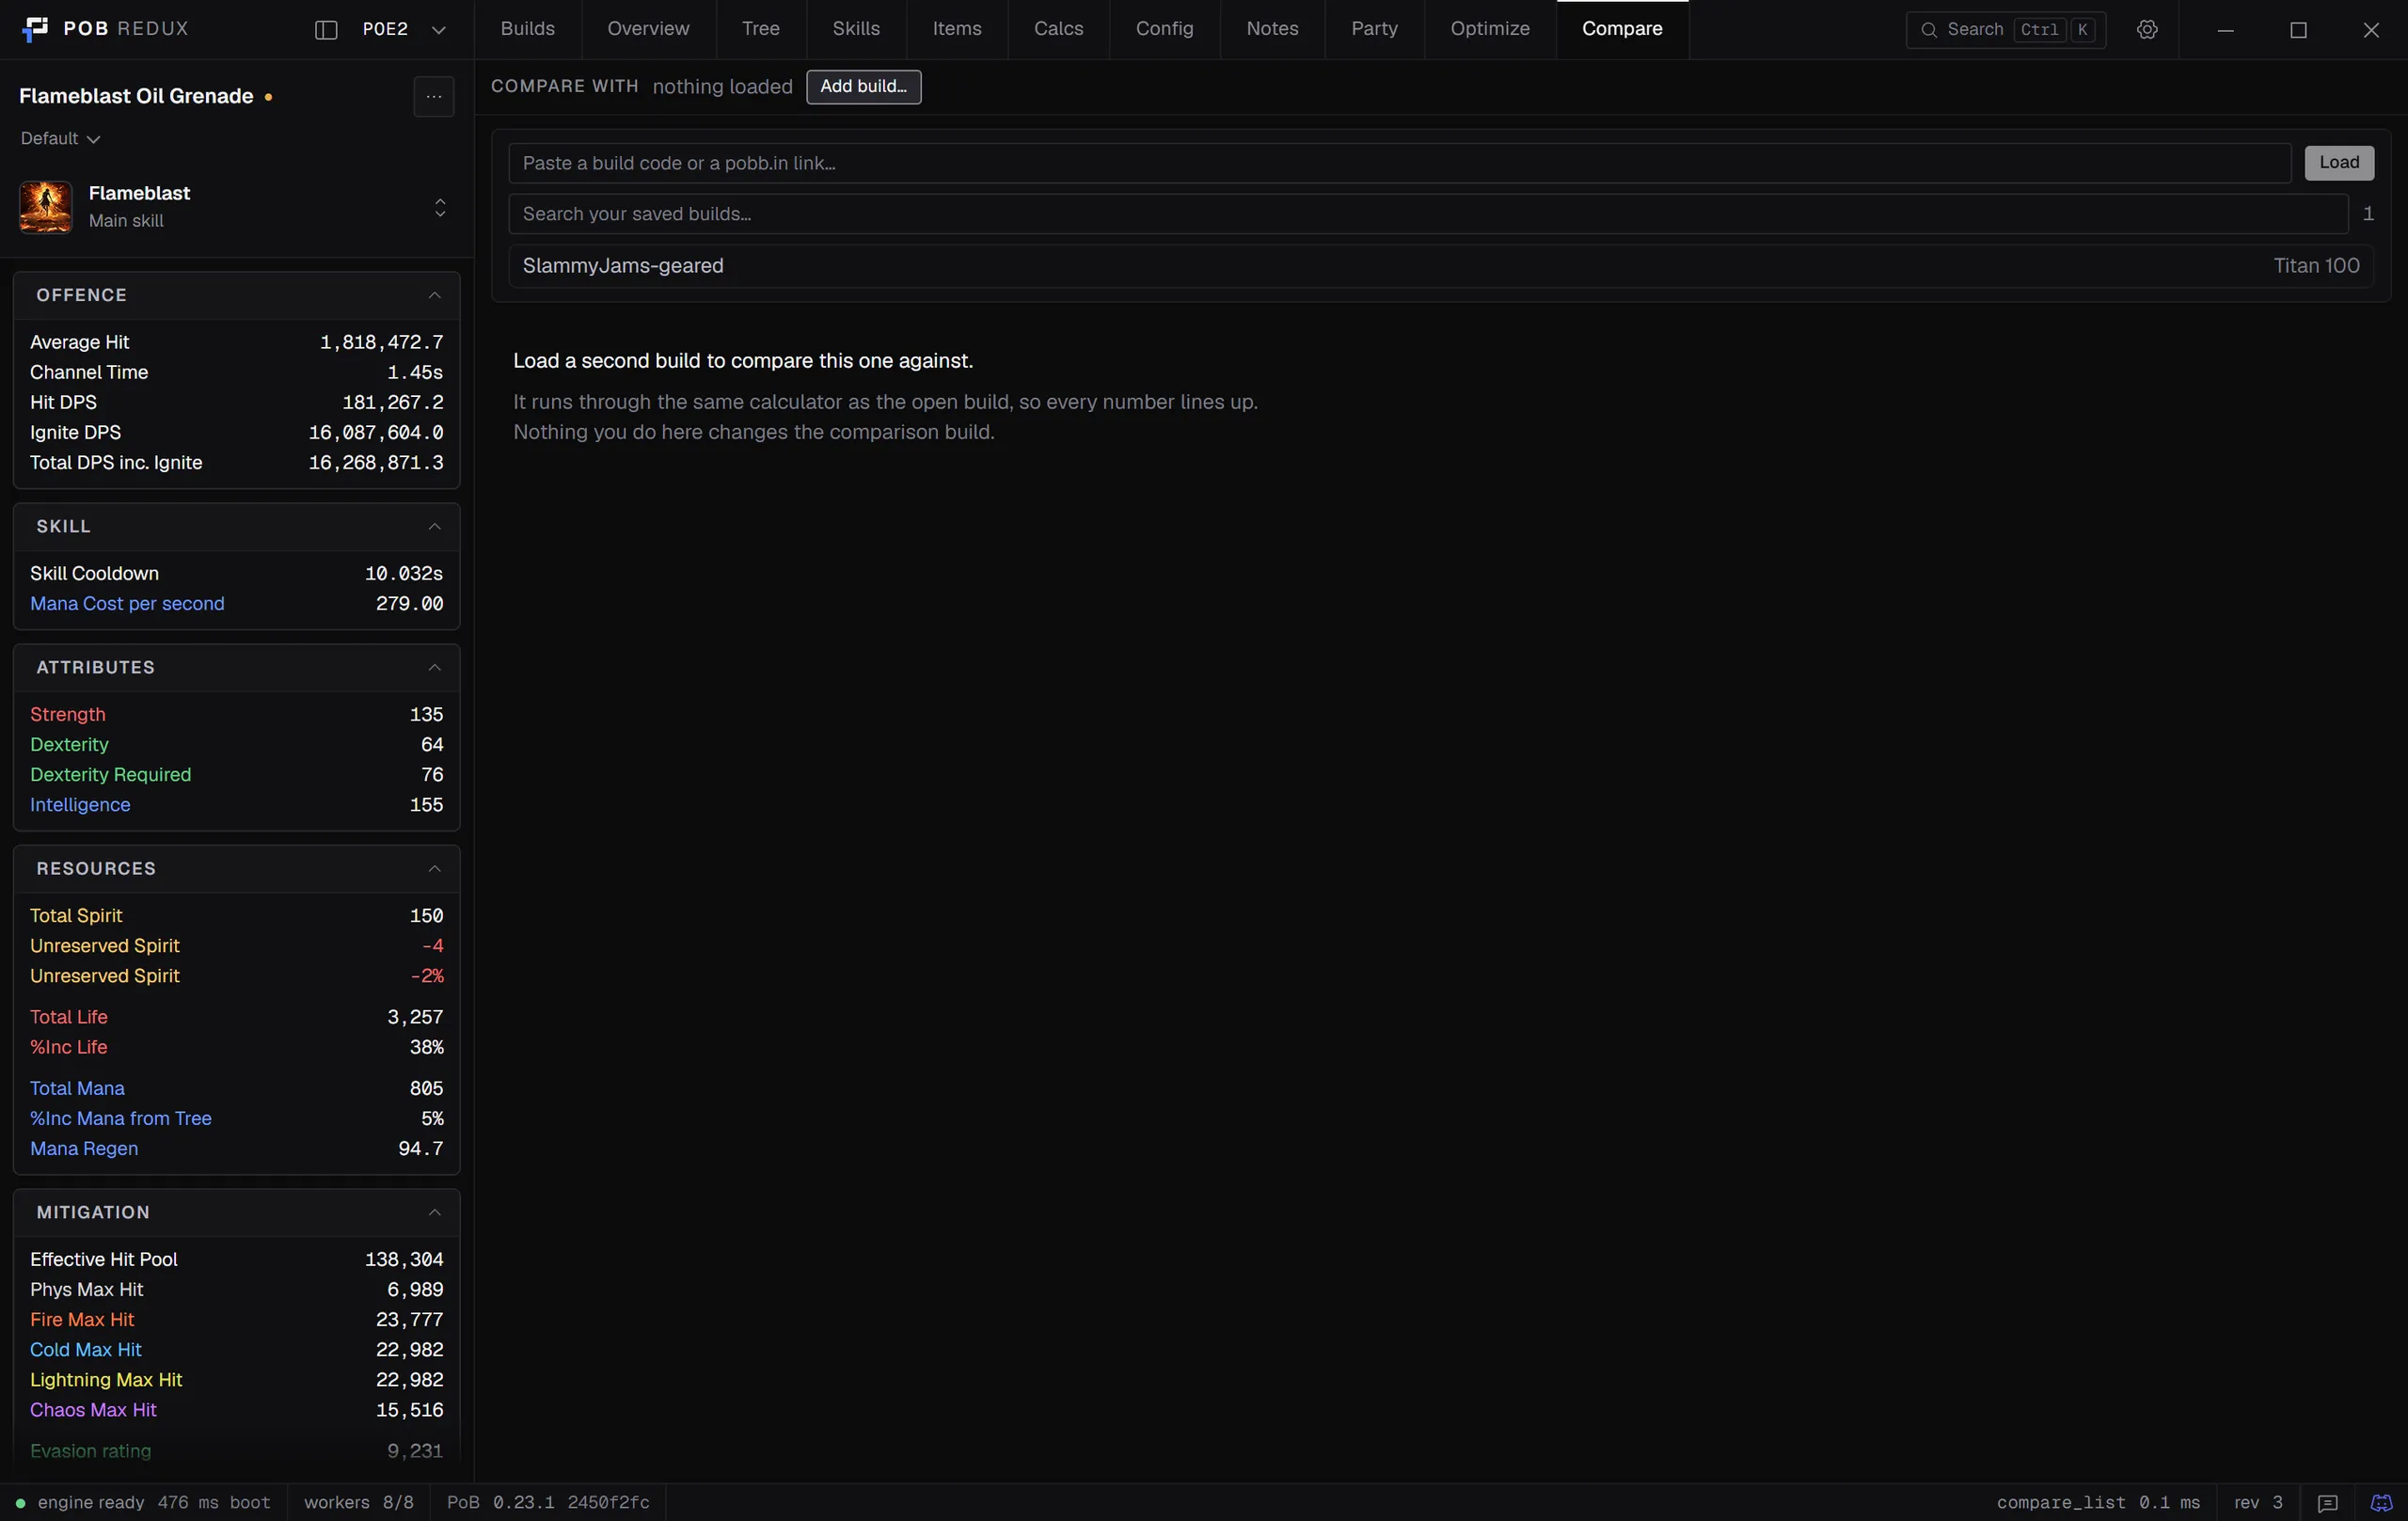 POB REDUX
POE2
Builds
Overview
Tree
Skills
Items
Calcs
Config
Notes
Party
Optimize
Compare
Search Ctrl K
Flameblast Oil Grenade
...
Default
Flameblast
Main skill
OFFENCE
Average Hit 1,818,472.7
Channel Time 1.45s
Hit DPS 181,267.2
Ignite DPS 16,087,604.0
Total DPS inc. Ignite 16,268,871.3
SKILL
Skill Cooldown 10.032s
Mana Cost per second 279.00
ATTRIBUTES
Strength 135
Dexterity 64
Dexterity Required 76
Intelligence 155
RESOURCES
Total Spirit 150
Unreserved Spirit -4
Unreserved Spirit -2%
Total Life 3,257
%Inc Life 38%
Total Mana 805
%Inc Mana from Tree 5%
Mana Regen 94.7
MITIGATION
Effective Hit Pool 138,304
Phys Max Hit 6,989
Fire Max Hit 23,777
Cold Max Hit 22,982
Lightning Max Hit 22,982
Chaos Max Hit 15,516
Evasion rating 9,231
COMPARE WITH nothing loaded Add build...
Paste a build code or a pobb.in link... Load
Search your saved builds... 1
SlammyJams-geared Titan 100
Load a second build to compare this one against.
It runs through the same calculator as the open build, so every number lines up.
Nothing you do here changes the comparison build.
engine ready 476 ms boot
workers 8/8
PoB 0.23.1 2450f2fc
compare_list 0.1 ms
rev 3